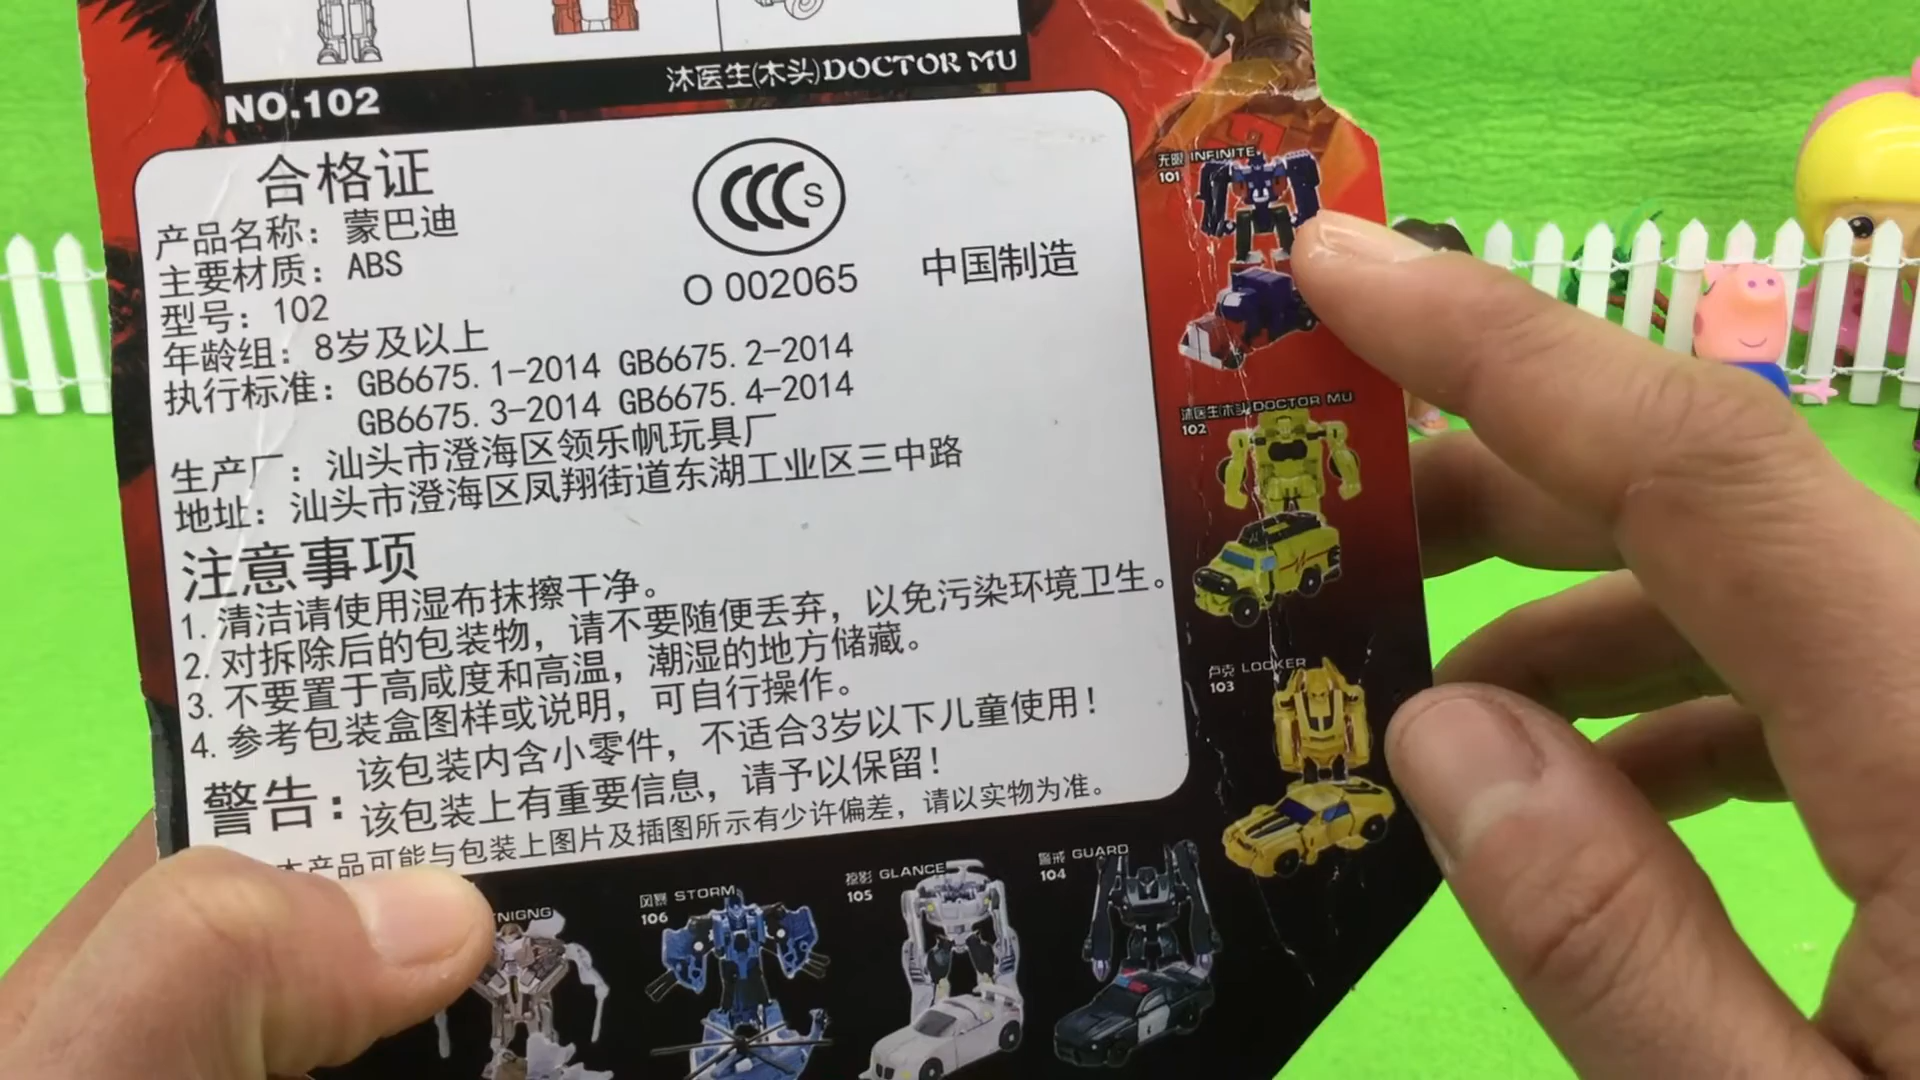 沐医生(木头)DOCTOR MU
NO.102
合格证
产品名称：蒙巴迪
主要材质：ABS
型号：102
年龄组：8岁及以上
执行标准：GB6675.1-2014 GB6675.2-2014
GB6675.3-2014 GB6675.4-2014
生产厂：汕头市澄海区领乐帆玩具厂
地址：汕头市澄海区凤翔街道东湖工业区三中路
CCC S
O 002065
中国制造
注意事项
1. 清洁请使用湿布抹擦干净。
2. 对拆除后的包装物，请不要随便丢弃，以免污染环境卫生。
3. 不要置于高咸度和高温，潮湿的地方储藏。
4. 参考包装盒图样或说明，可自行操作。
警告：
该包装内含小零件，不适合3岁以下儿童使用！
该包装上有重要信息，请予以保留！
本产品可能与包装上图片及插图所示有少许偏差，请以实物为准。
无限 INFINITE
101
沐医生(木头)DOCTOR MU
102
卢克 LOOKER
103
警戒 GUARD
104
掠影 GLANCE
105
风暴 STORM
106
TNIGNG